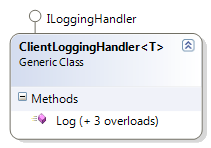 ILoggingHandler
ClientLoggingHandler<T>
Generic Class
Methods
Log (+ 3 overloads)